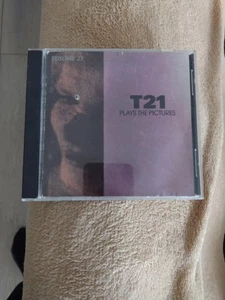 T21
PLAYS THE PICTURES